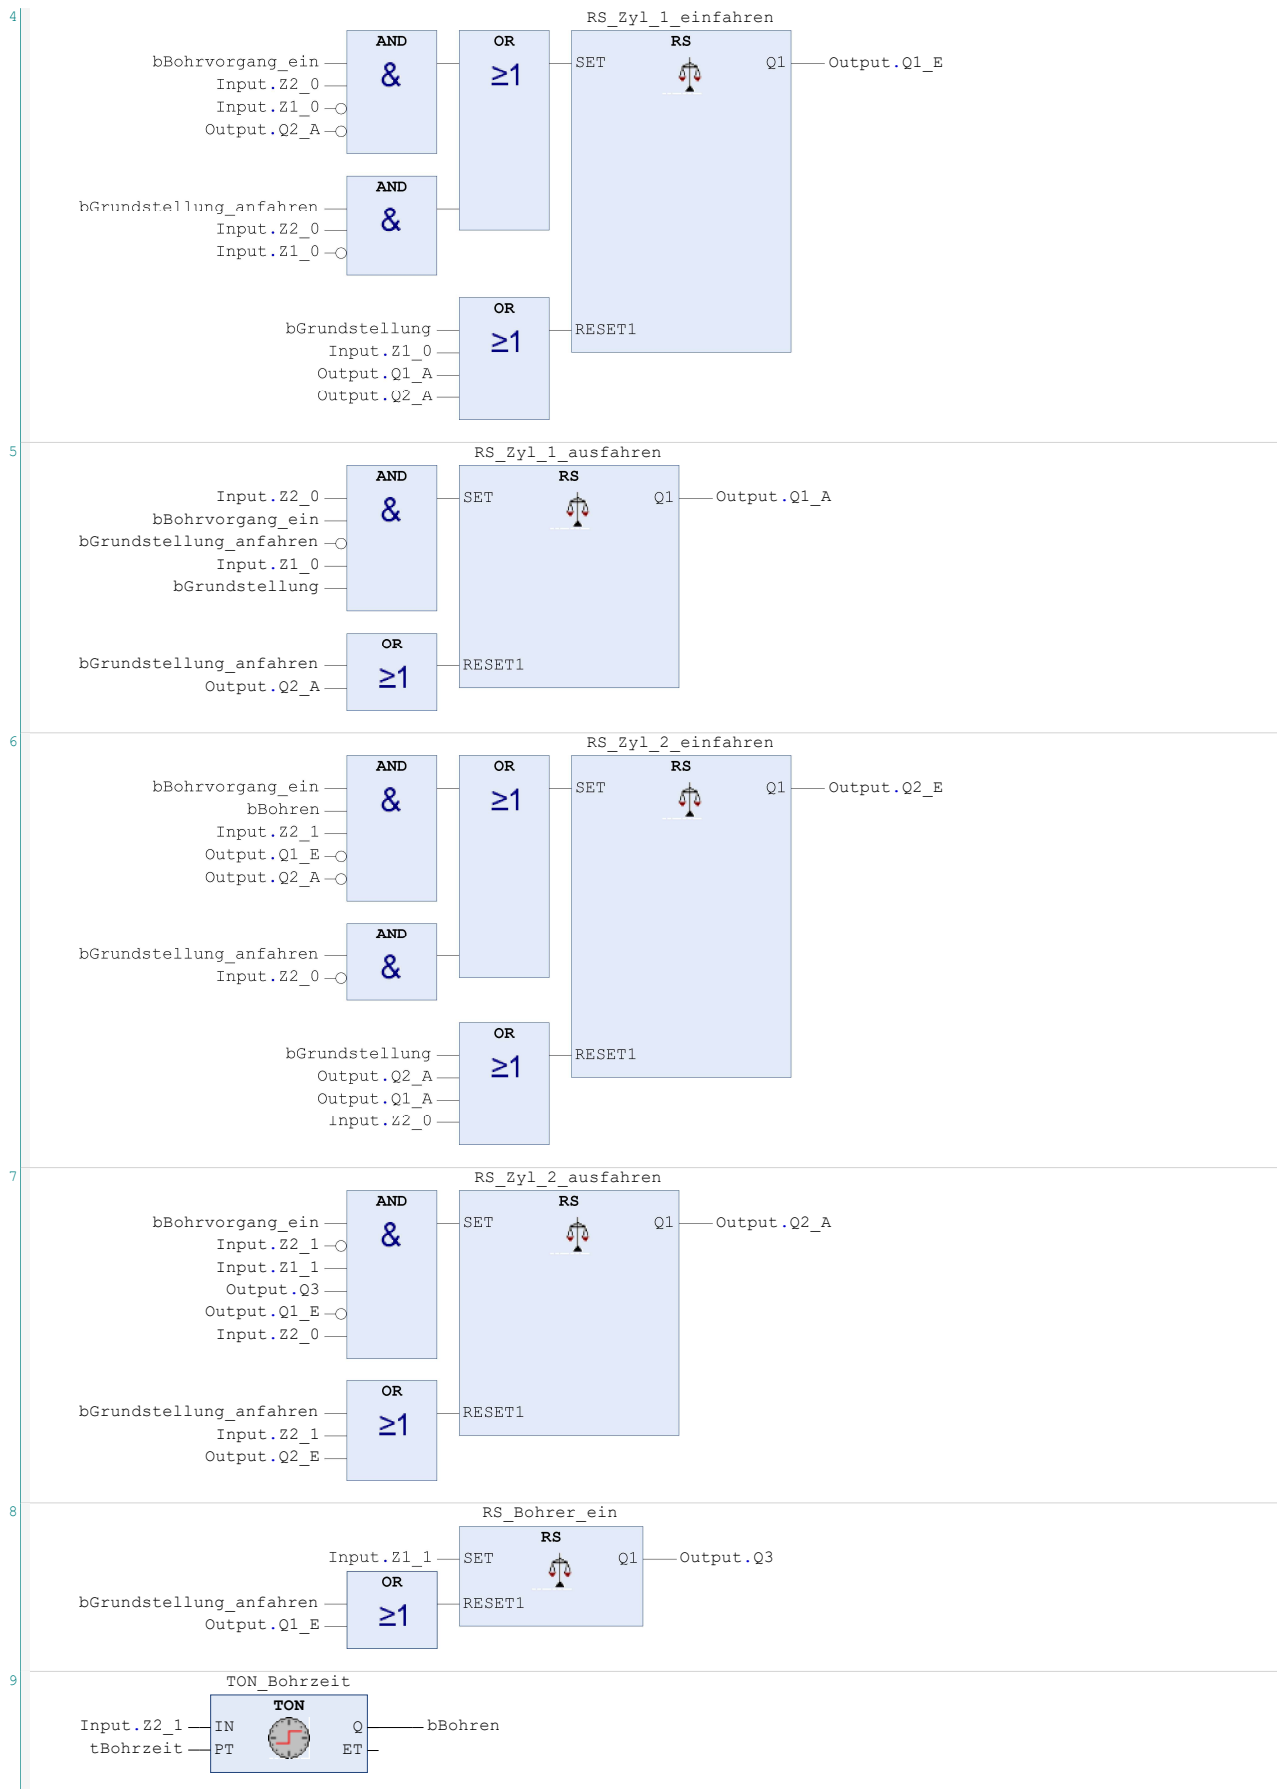 4
RS_Zyl_1_einfahren
AND OR RS
bBohrvorgang_ein & ≥1 SET Q1 Output.Q1_E
Input.Z2_0
Input.Z1_0
Output.Q2_A
AND
bGrundstellung_anfahren &
Input.Z2_0
Input.Z1_0
OR
bGrundstellung ≥1 RESET1
Input.Z1_0
Output.Q1_A
Output.Q2_A
5
RS_Zyl_1_ausfahren
AND RS
Input.Z2_0 & SET Q1 Output.Q1_A
bBohrvorgang_ein
bGrundstellung_anfahren
Input.Z1_0
bGrundstellung
OR
bGrundstellung_anfahren ≥1 RESET1
Output.Q2_A
6
RS_Zyl_2_einfahren
AND OR RS
bBohrvorgang_ein & ≥1 SET Q1 Output.Q2_E
bBohren
Input.Z2_1
Output.Q1_E
Output.Q2_A
AND
bGrundstellung_anfahren &
Input.Z2_0
OR
bGrundstellung ≥1 RESET1
Output.Q2_A
Output.Q1_A
Input.Z2_0
7
RS_Zyl_2_ausfahren
AND RS
bBohrvorgang_ein & SET Q1 Output.Q2_A
Input.Z2_1
Input.Z1_1
Output.Q3
Output.Q1_E
Input.Z2_0
OR
bGrundstellung_anfahren ≥1 RESET1
Input.Z2_1
Output.Q2_E
8
RS_Bohrer_ein
RS
Input.Z1_1 SET Q1 Output.Q3
OR
bGrundstellung_anfahren ≥1 RESET1
Output.Q1_E
9
TON_Bohrzeit
TON
Input.Z2_1 IN Q bBohren
tBohrzeit PT ET